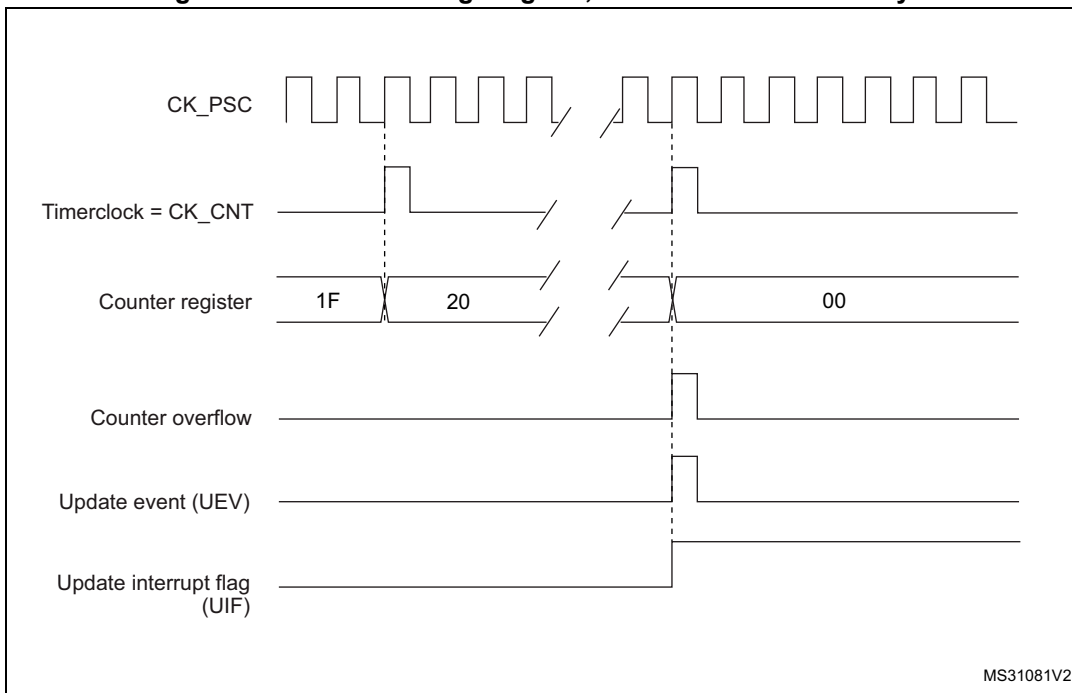 CK_PSC
Timerclock = CK_CNT
Counter register
1F
20
00
Counter overflow
Update event (UEV)
Update interrupt flag
(UIF)
MS31081V2